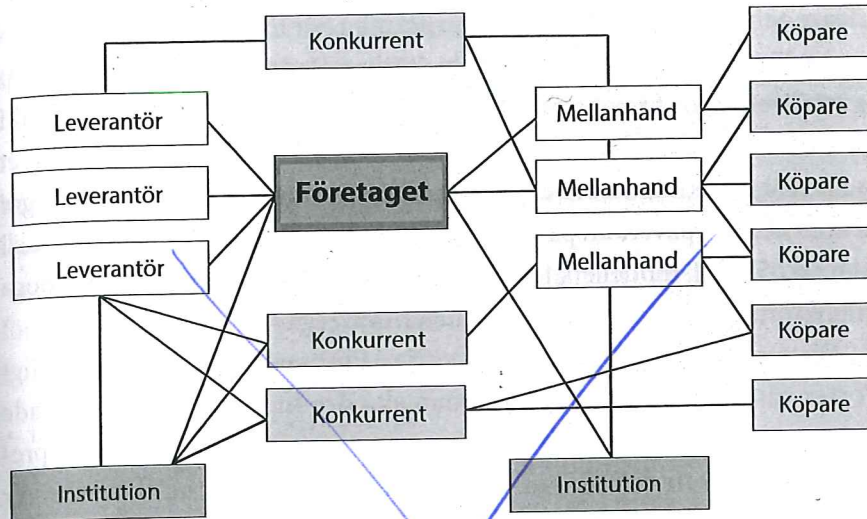 Konkurrent
Köpare
Leverantör
Mellanhand
Köpare
Leverantör
Företaget
Mellanhand
Köpare
Leverantör
Mellanhand
Köpare
Konkurrent
Köpare
Konkurrent
Köpare
Institution
Institution